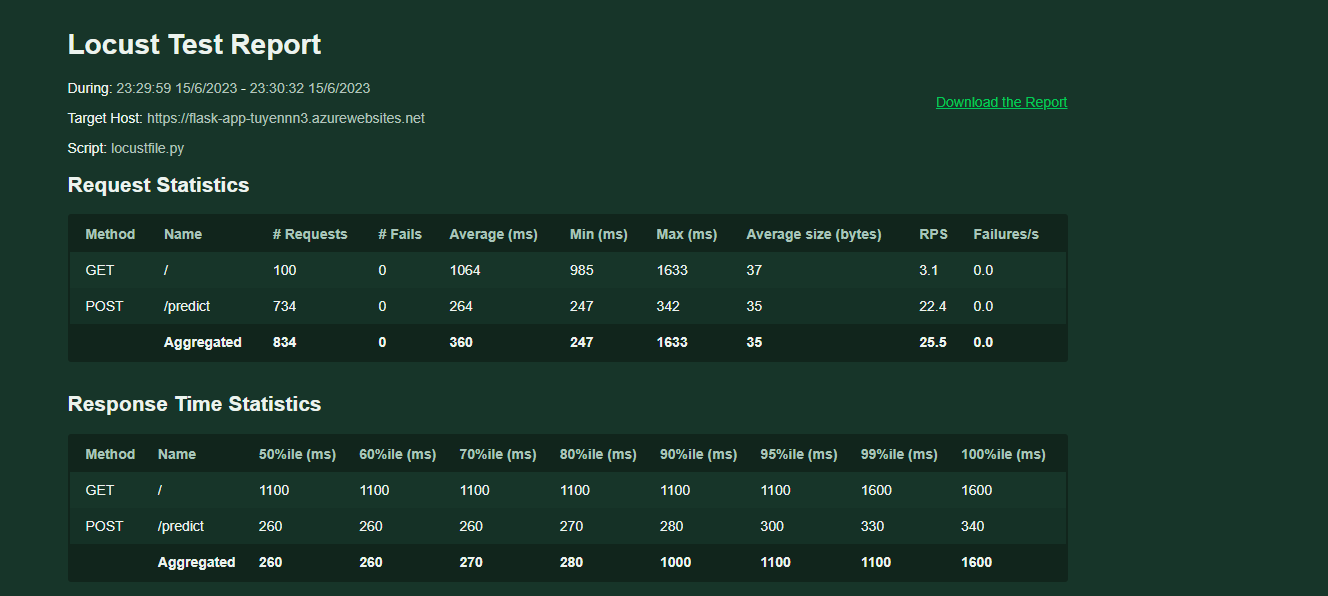 Locust Test Report
During: 23:29:59 15/6/2023 - 23:30:32 15/6/2023
Download the Report
Target Host: https://flask-app-tuyennn3.azurewebsites.net
Script: locustfile.py
Request Statistics
Method Name # Requests # Fails Average (ms) Min (ms) Max (ms) Average size (bytes) RPS Failures/s
GET / 100 0 1064 985 1633 37 3.1 0.0
POST /predict 734 0 264 247 342 35 22.4 0.0
Aggregated 834 0 360 247 1633 35 25.5 0.0
Response Time Statistics
Method Name 50%ile (ms) 60%ile (ms) 70%ile (ms) 80%ile (ms) 90%ile (ms) 95%ile (ms) 99%ile (ms) 100%ile (ms)
GET / 1100 1100 1100 1100 1100 1100 1600 1600
POST /predict 260 260 260 270 280 300 330 340
Aggregated 260 260 270 280 1000 1100 1100 1600